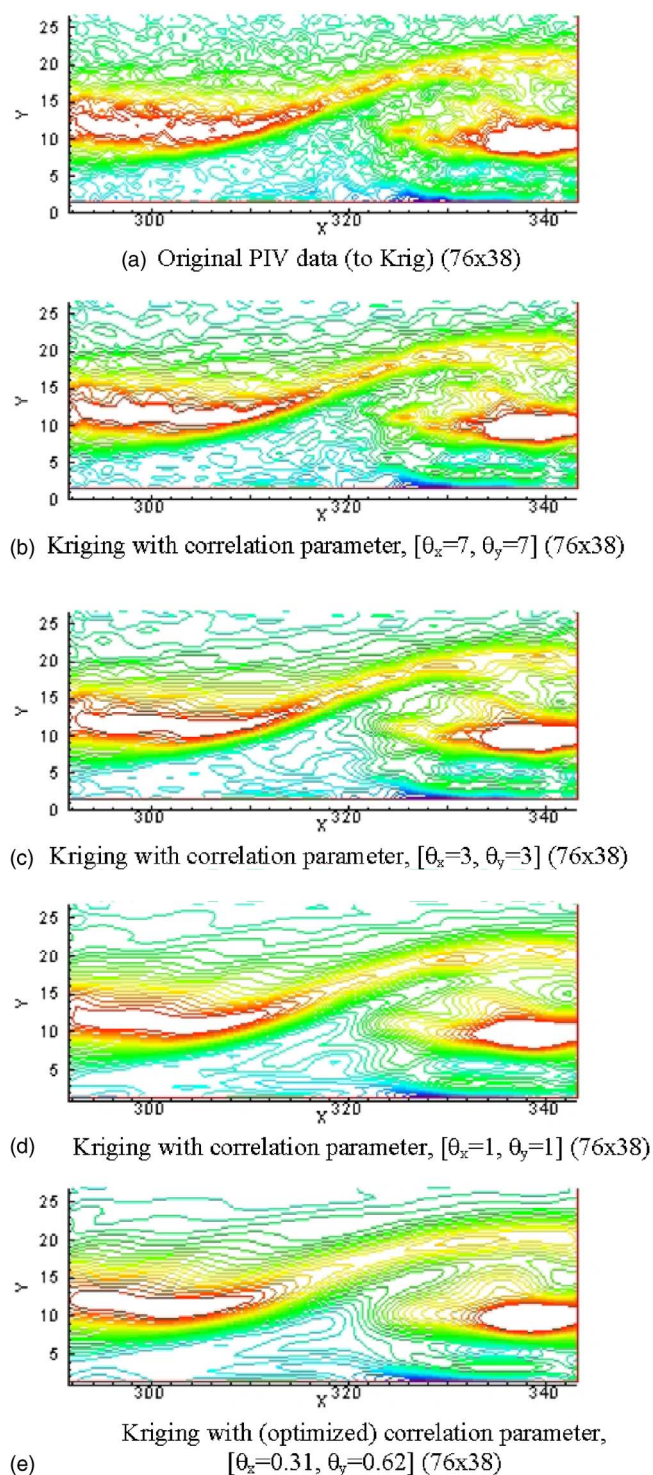 25
20
15
Y
10
5
0
300 320 340
X
(a) Original PIV data (to Krig) (76x38)
25
20
15
Y
10
5
0
300 320 340
X
(b) Kriging with correlation parameter, [θx=7, θy=7] (76x38)
25
20
15
Y
10
5
0
300 320 340
X
(c) Kriging with correlation parameter, [θx=3, θy=3] (76x38)
25
20
15
Y
10
5
300 320 340
X
(d) Kriging with correlation parameter, [θx=1, θy=1] (76x38)
25
20
15
Y
10
5
300 320 340
X
Kriging with (optimized) correlation parameter,
(e) [θx=0.31, θy=0.62] (76x38)